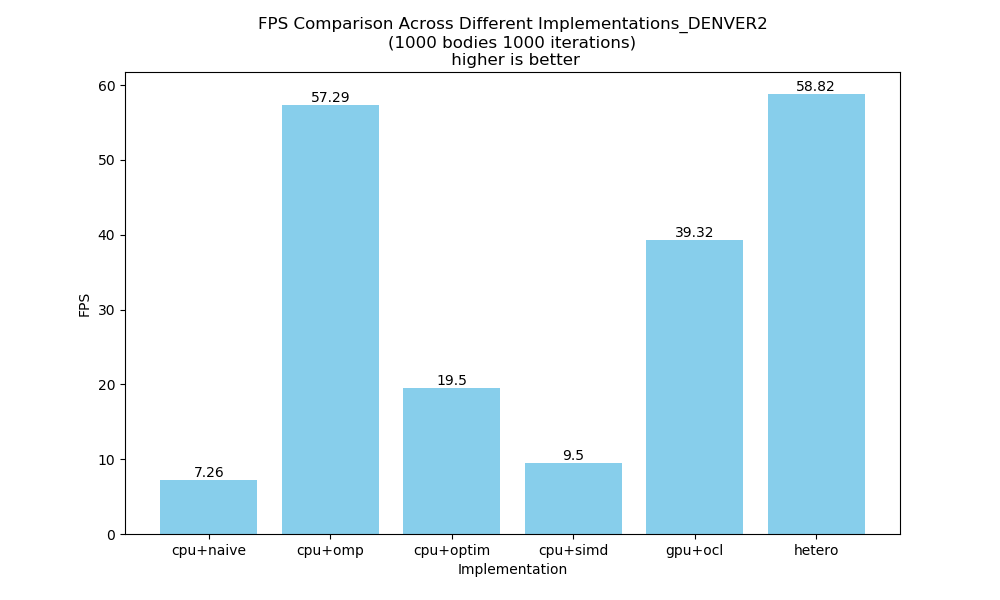 FPS Comparison Across Different Implementations_DENVER2
(1000 bodies 1000 iterations)
higher is better
60
50
40
30
20
10
0
FPS
7.26
57.29
19.5
9.5
39.32
58.82
cpu+naive
cpu+omp
cpu+optim
cpu+simd
gpu+ocl
hetero
Implementation